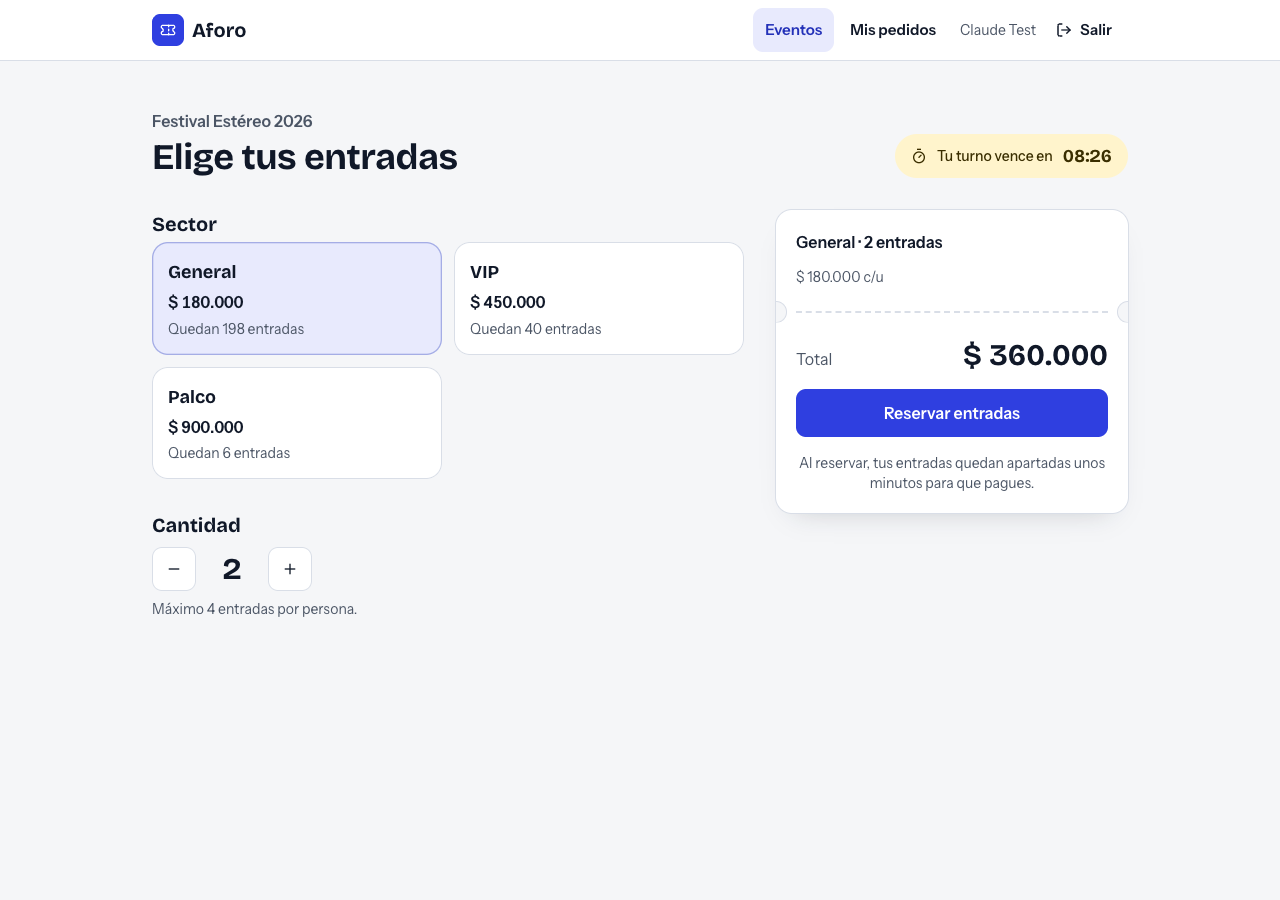 Aforo
Eventos
Mis pedidos
Claude Test
Salir
Festival Estéreo 2026
Elige tus entradas
Tu turno vence en 08:26
Sector
General
$ 180.000
Quedan 198 entradas
VIP
$ 450.000
Quedan 40 entradas
Palco
$ 900.000
Quedan 6 entradas
Cantidad
− 2 +
Máximo 4 entradas por persona.
General · 2 entradas
$ 180.000 c/u
Total $ 360.000
Reservar entradas
Al reservar, tus entradas quedan apartadas unos
minutos para que pagues.